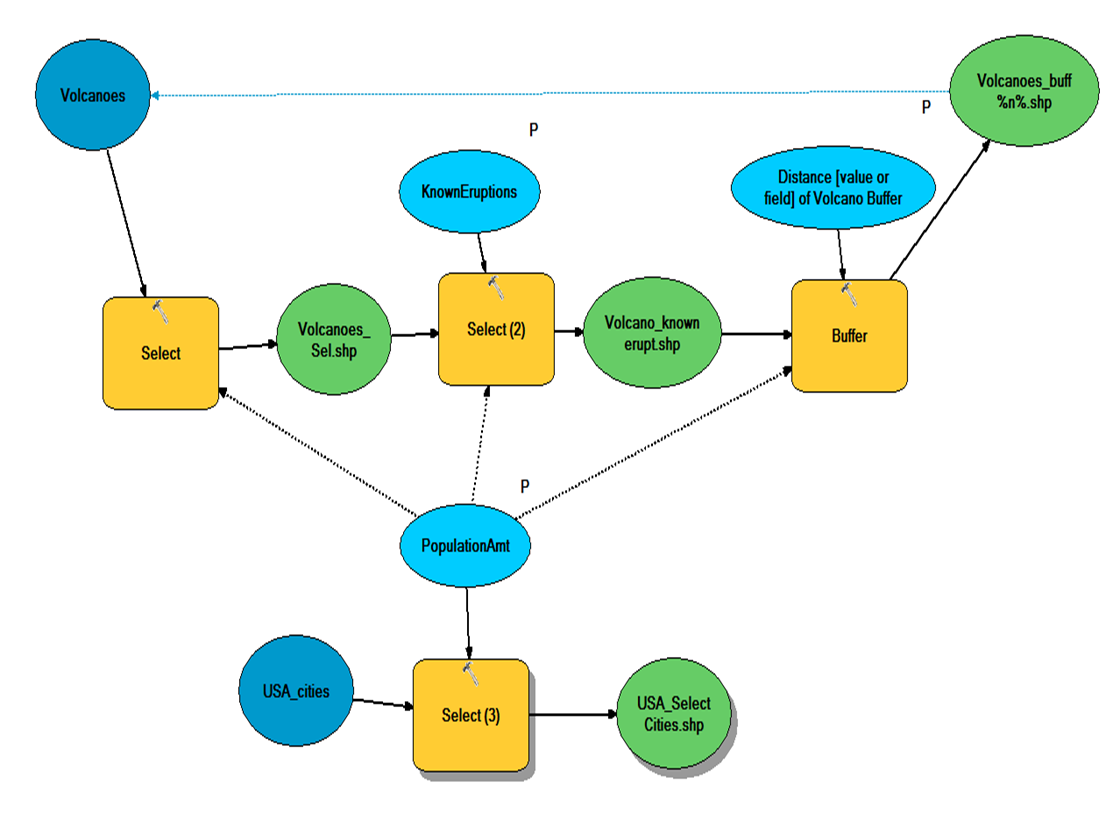 Volcanoes
Volcanoes_buff
%n%.shp
P
P
KnownEruptions
Distance [value or
field] of Volcano Buffer
Select
Volcanoes_
Sel.shp
Select (2)
Volcano_known
erupt.shp
Buffer
P
PopulationAmt
USA_cities
Select (3)
USA_Select
Cities.shp